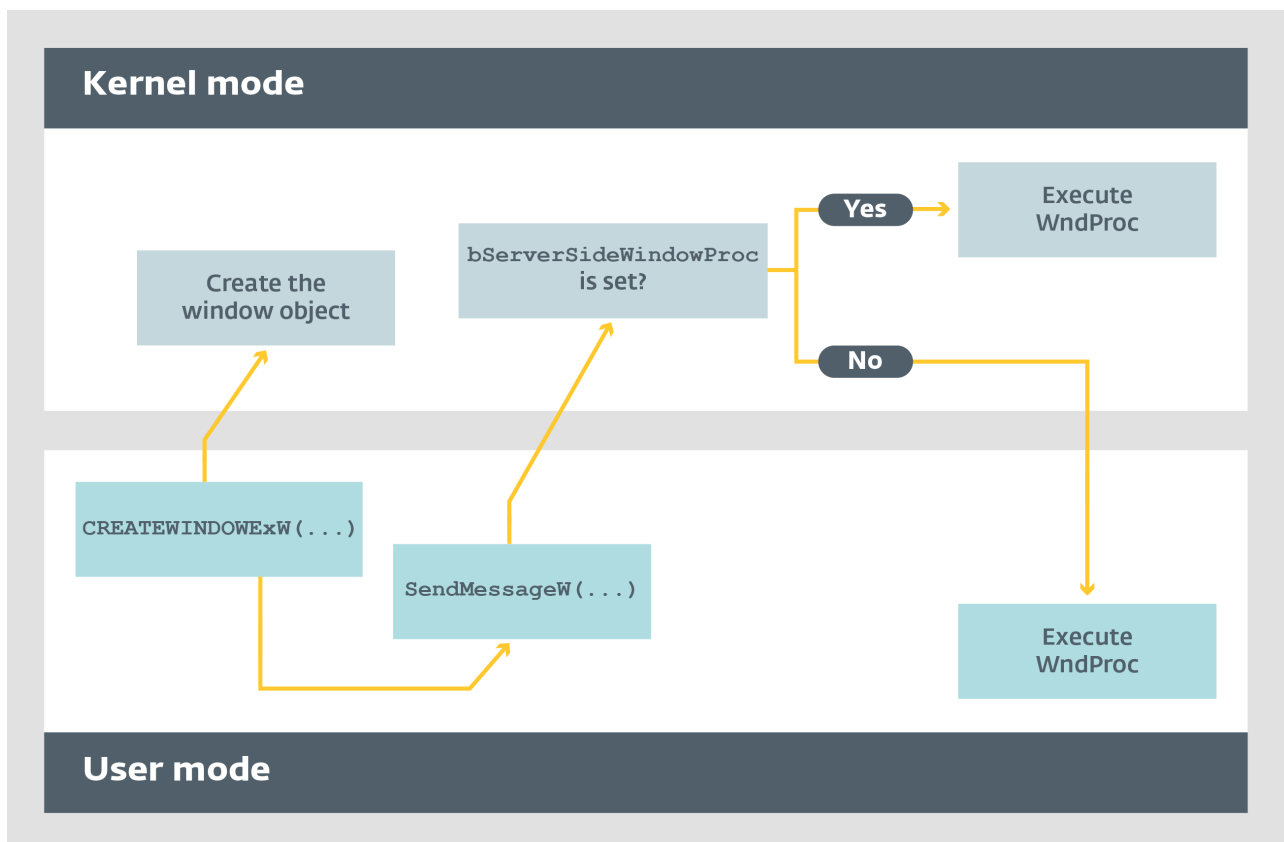 Kernel mode
Yes
Execute
WndProc
bServerSideWindowProc
is set?
Create the
window object
No
CREATEWINDOWExW(...)
SendMessageW(...)
Execute
WndProc
User mode